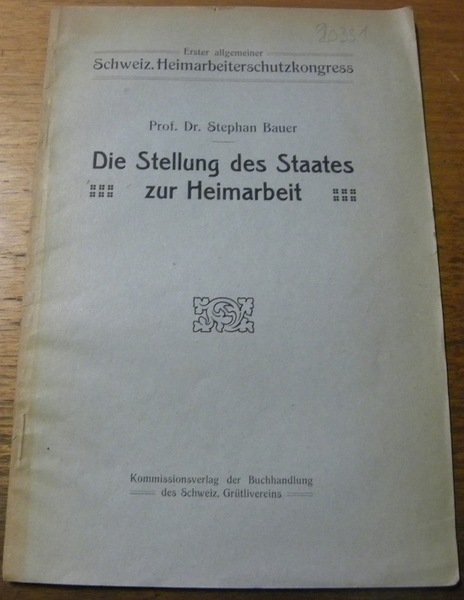 20391
Erster allgemeiner
Schweiz. Heimarbeiterschutzkongress
Prof. Dr. Stephan Bauer
Die Stellung des Staates
zur Heimarbeit
Kommissionsverlag der Buchhandlung
des Schweiz. Grütlivereins